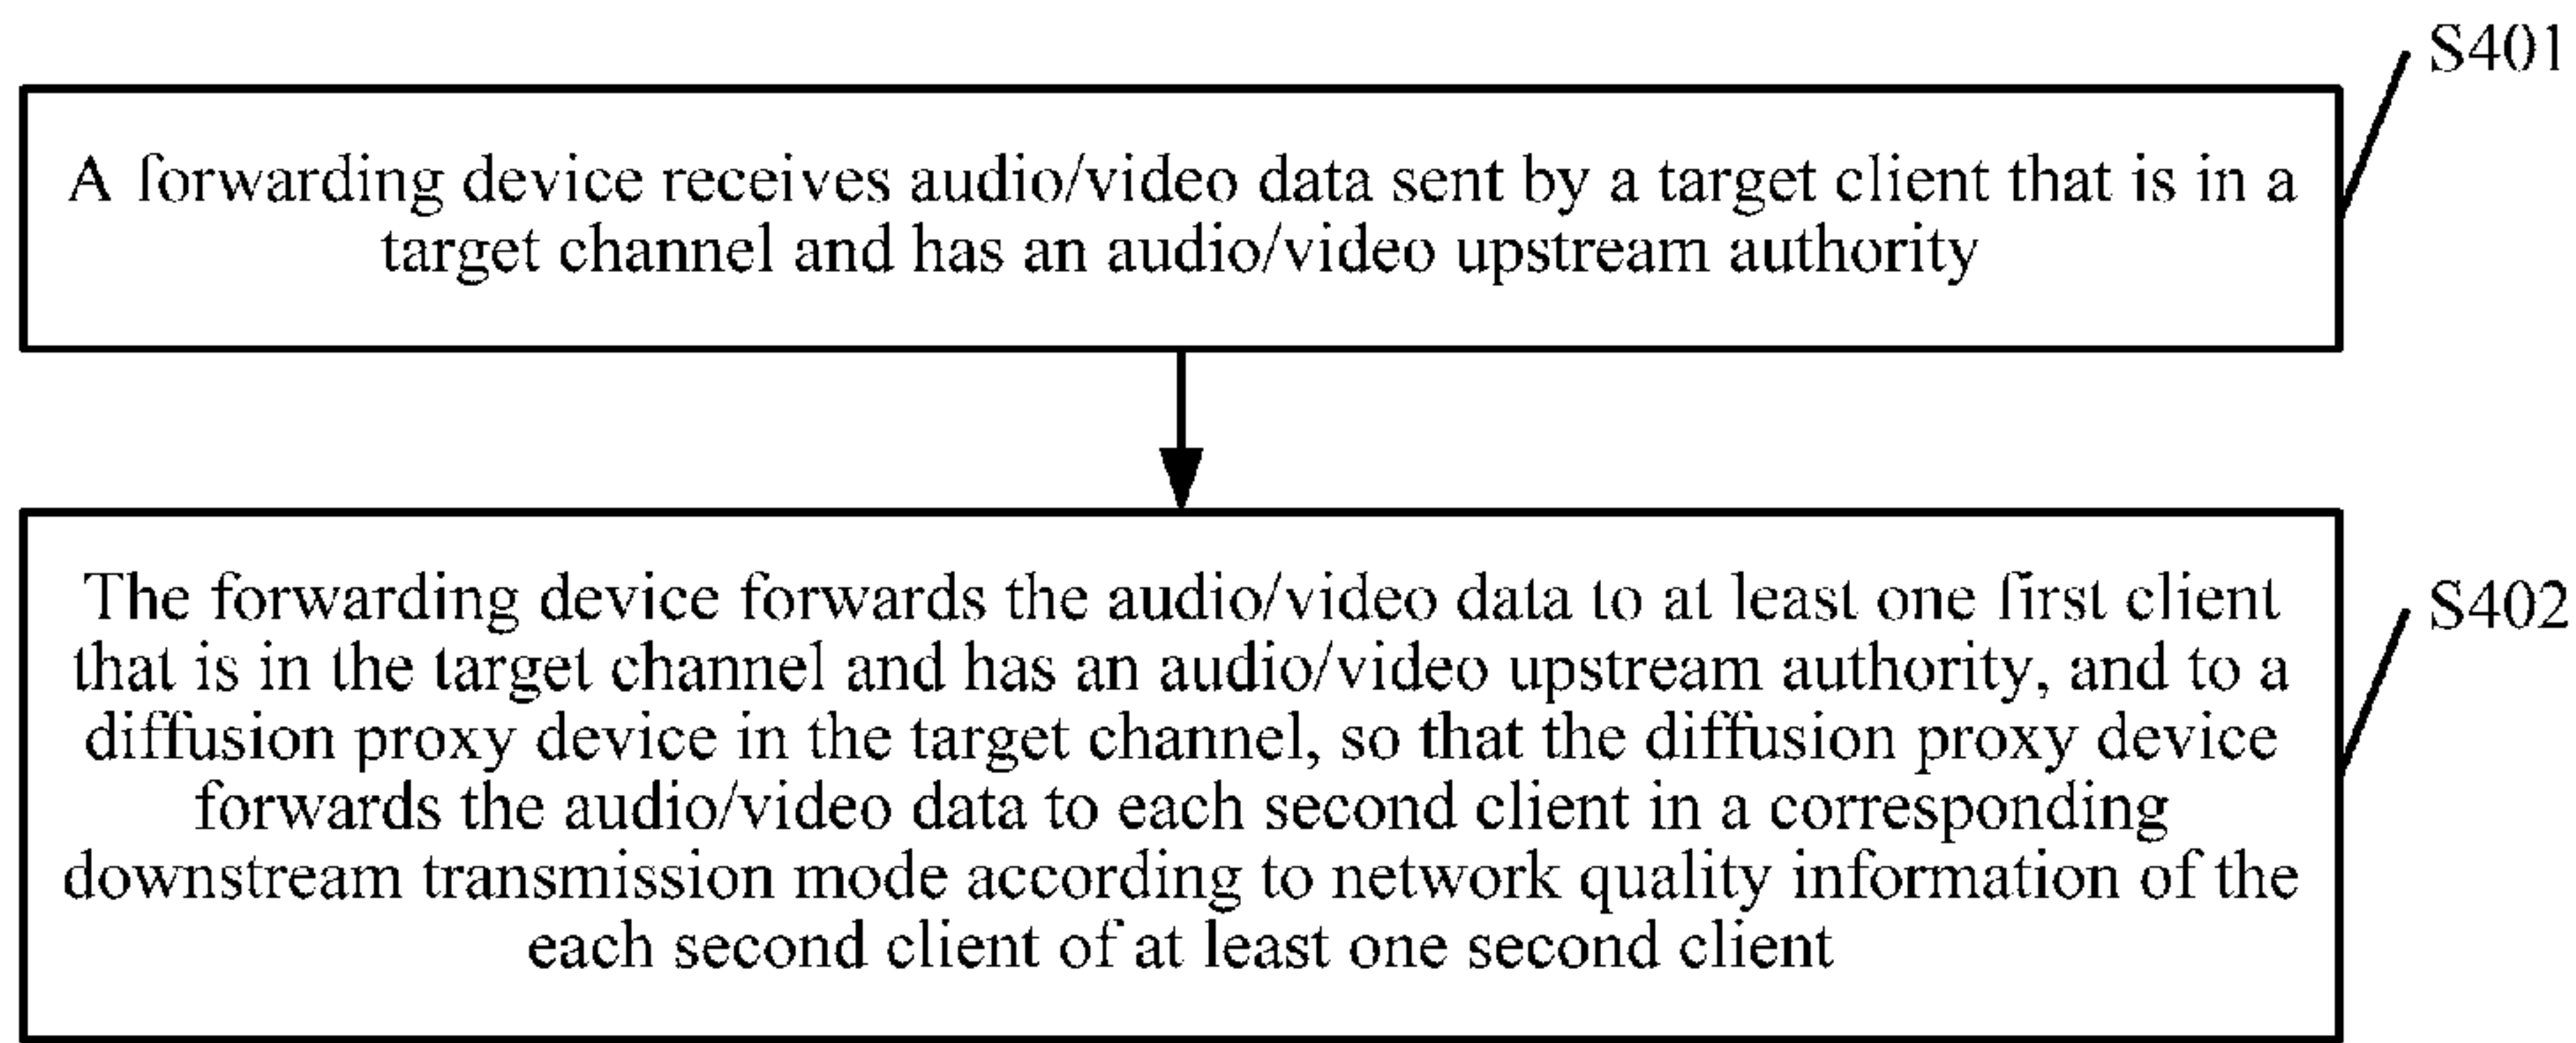 S401
A forwarding device receives audio/video data sent by a target client that is in a
target channel and has an audio/video upstream authority
S402
The forwarding device forwards the audio/video data to at least one first client
that is in the target channel and has an audio/video upstream authority, and to a
diffusion proxy device in the target channel, so that the diffusion proxy device
forwards the audio/video data to each second client in a corresponding
downstream transmission mode according to network quality information of the
each second client of at least one second client